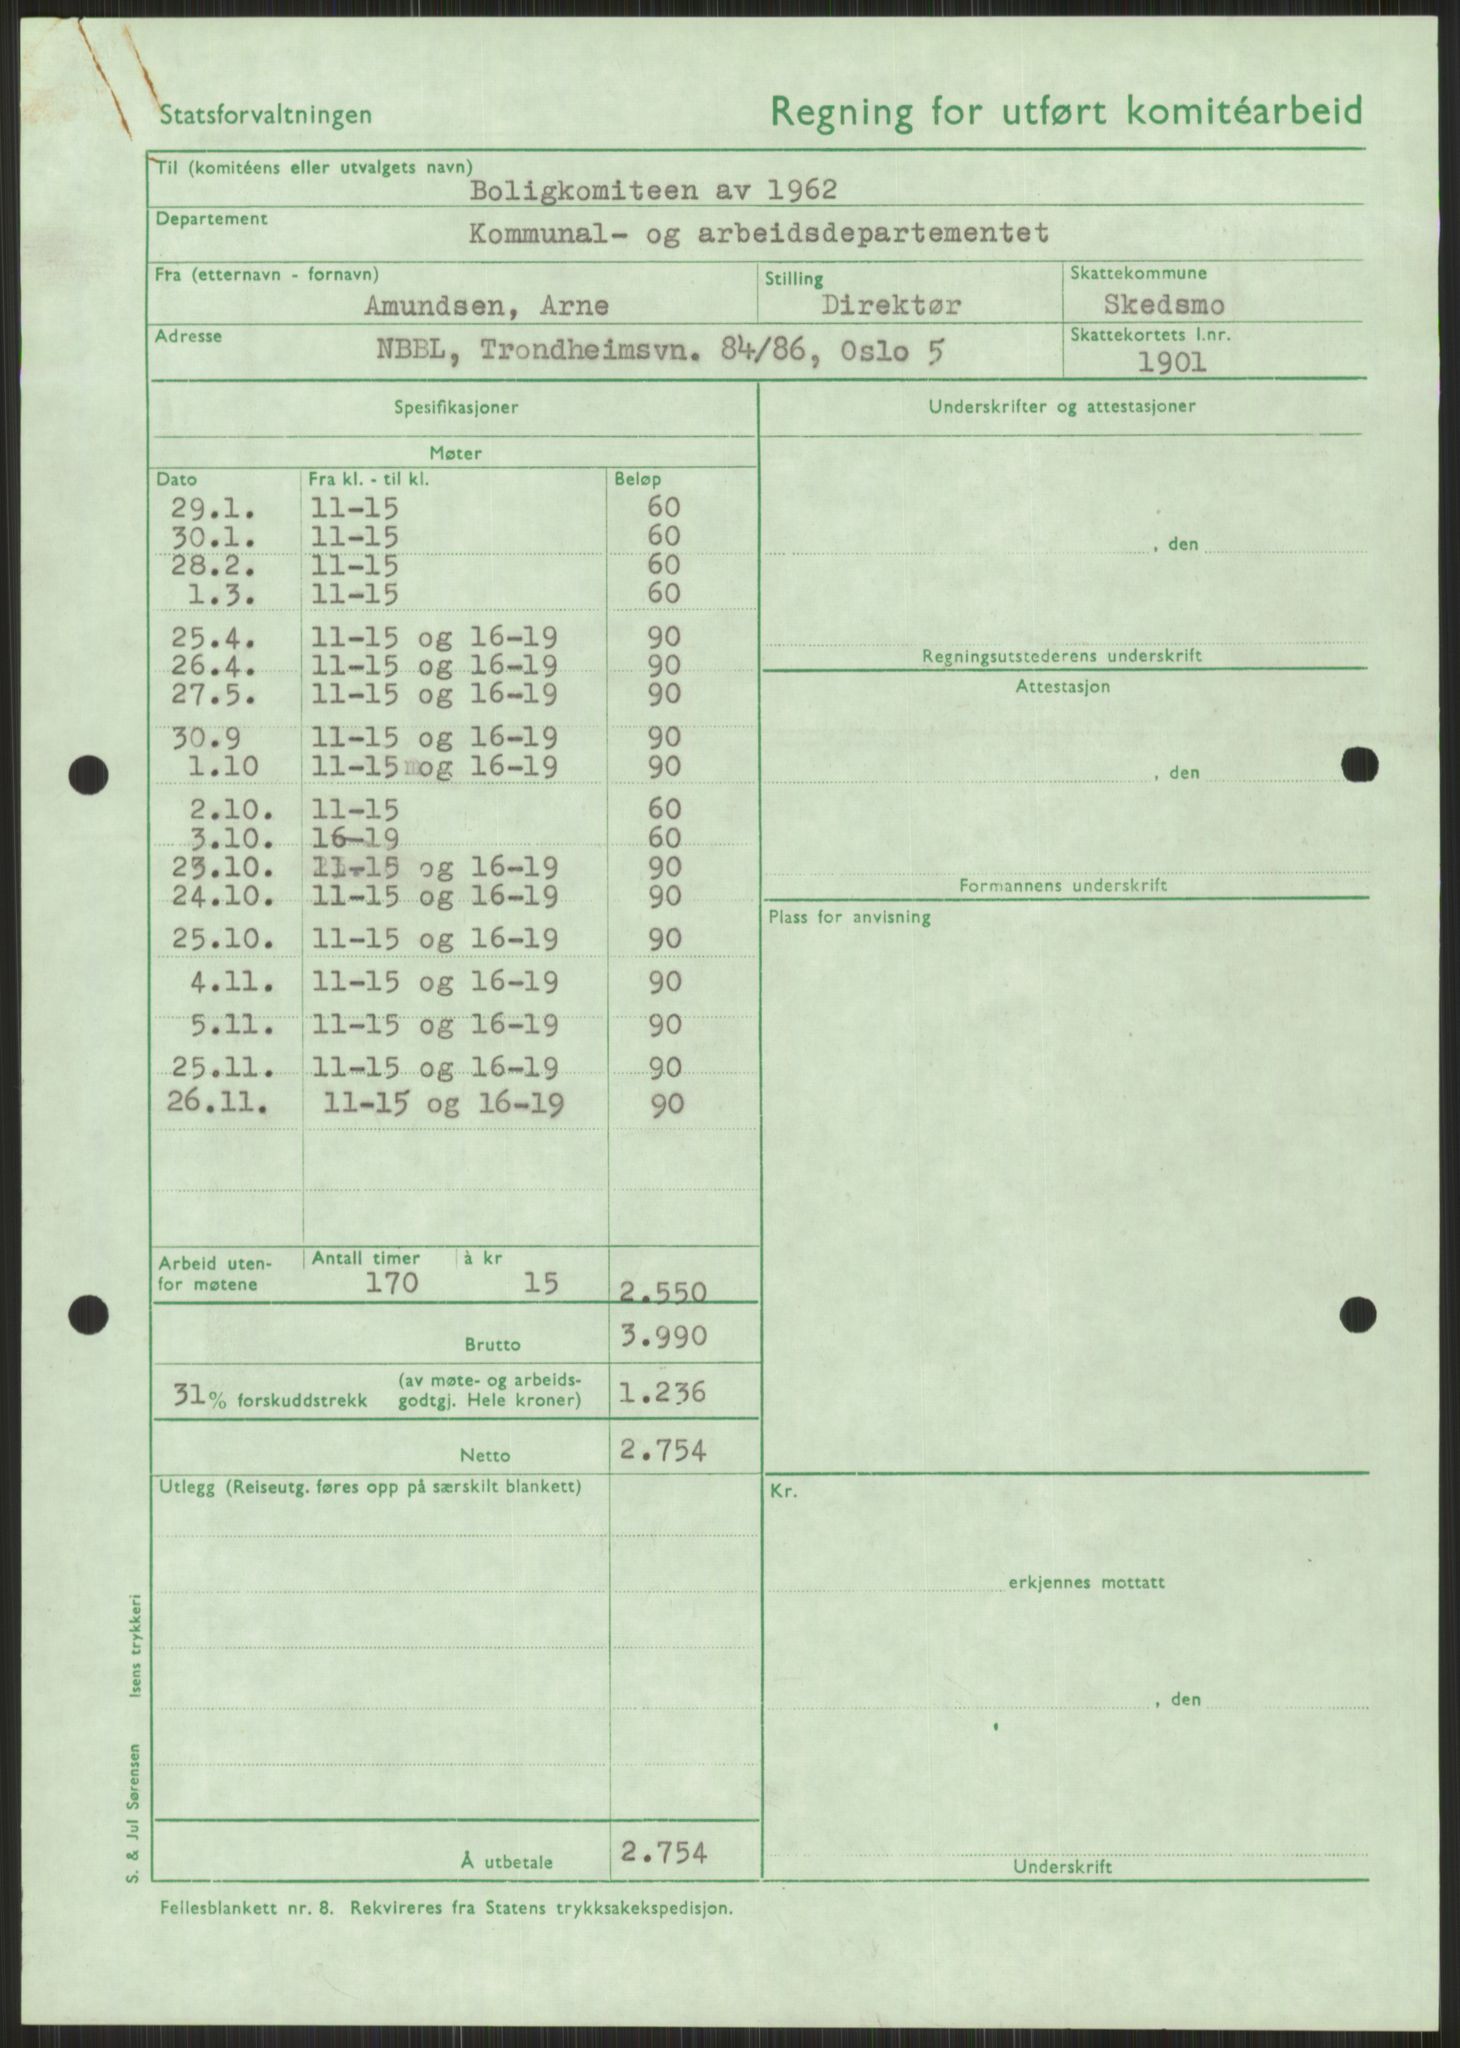 Statsforvaltningen
Regning for utført komitéarbeid
Til (komitéens eller utvalgets navn)
Boligkomiteen av 1962
Departement
Kommunal- og arbeidsdepartementet
Fra (etternavn - fornavn)
Amundsen, Arne
Stilling
Direktør
Skattekommune
Skedsmo
Adresse
NBBL, Trondheimsvn. 84/86, Oslo 5
Skattekortets l.nr.
1901
Spesifikasjoner
Møter
Dato Fra kl. - til kl. Beløp
29.1. 11-15 60
30.1. 11-15 60
28.2. 11-15 60
1.3. 11-15 60
25.4. 11-15 og 16-19 90
26.4. 11-15 og 16-19 90
27.5. 11-15 og 16-19 90
30.9 11-15 og 16-19 90
1.10 11-15 og 16-19 90
2.10. 11-15 60
3.10. 16-19 60
23.10. 11-15 og 16-19 90
24.10. 11-15 og 16-19 90
25.10. 11-15 og 16-19 90
4.11. 11-15 og 16-19 90
5.11. 11-15 og 16-19 90
25.11. 11-15 og 16-19 90
26.11. 11-15 og 16-19 90
Arbeid uten-
for møtene
Antall timer à kr
170 15 2.550
Brutto 3.990
31% forskuddstrekk (av møte- og arbeids-
godtgj. Hele kroner) 1.236
Netto 2.754
Utlegg (Reiseutg. føres opp på særskilt blankett)
Å utbetale 2.754
Underskrifter og attestasjoner
, den
Regningsutstederens underskrift
Attestasjon
, den
Formannens underskrift
Plass for anvisning
Kr.
erkjennes mottatt
, den
Underskrift
S. & Jul Sørensen Isens trykkeri
Fellesblankett nr. 8. Rekvireres fra Statens trykksakekspedisjon.